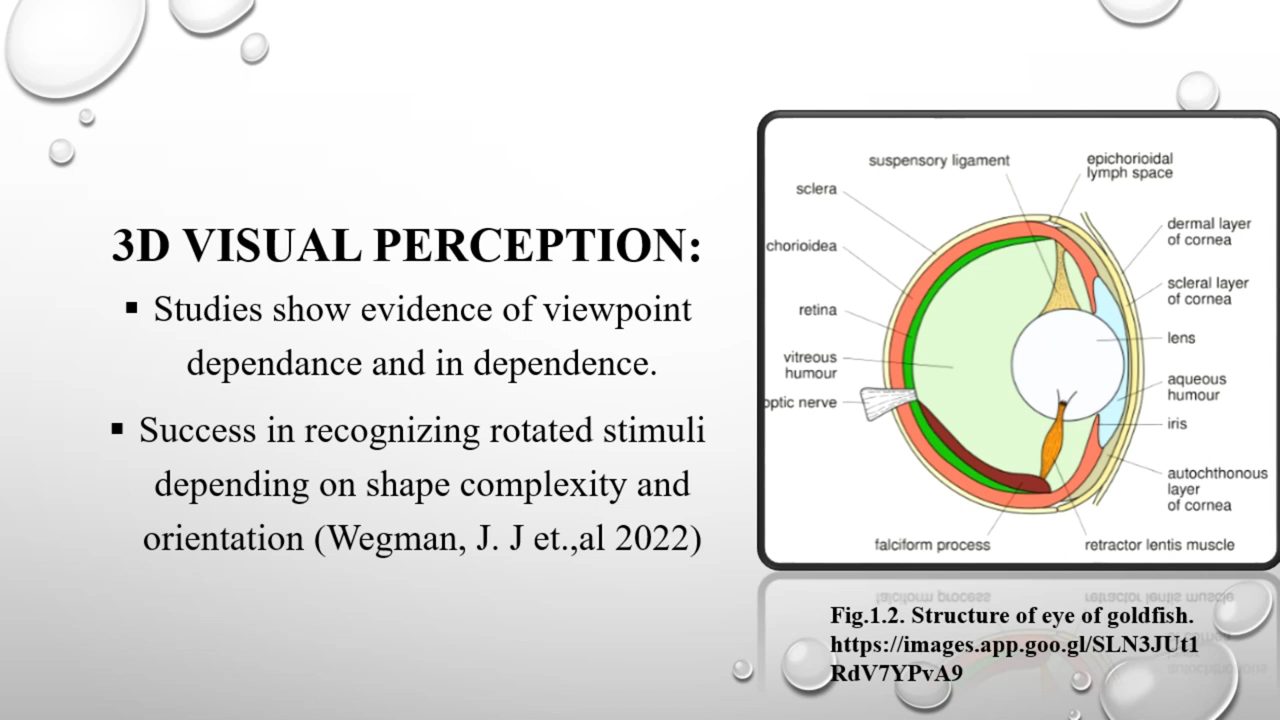 3D VISUAL PERCEPTION:
▪ Studies show evidence of viewpoint
dependance and in dependence.
▪ Success in recognizing rotated stimuli
depending on shape complexity and
orientation (Wegman, J. J et.,al 2022)
suspensory ligament
epichorioidal
lymph space
sclera
dermal layer
of cornea
chorioidea
scleral layer
of cornea
retina
lens
vitreous
humour
aqueous
humour
optic nerve
iris
autochthonous
layer
of cornea
falciform process
retractor lentis muscle
Fig.1.2. Structure of eye of goldfish.
https://images.app.goo.gl/SLN3JUt1
RdV7YPvA9